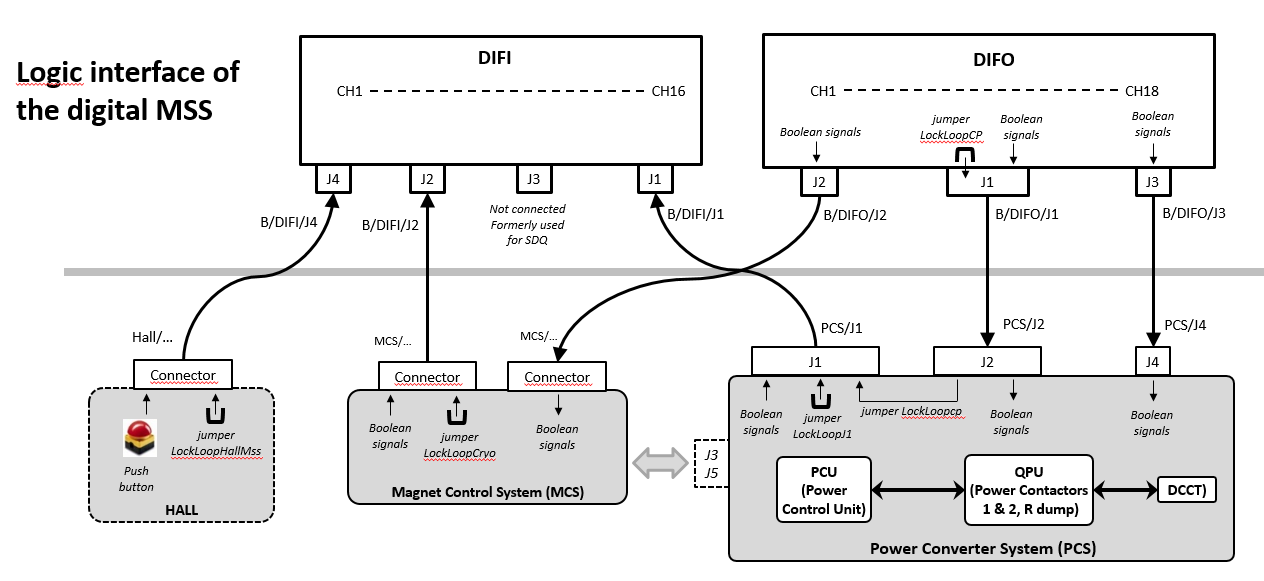 Logic interface of
the digital MSS
DIFI
CH1
CH16
J4
J2
J3
J1
Not connected
Formerly used
for SDQ
DIFO
CH1
CH18
Boolean signals
jumper
LockLoopCP
Boolean
signals
Boolean
signals
J2
J1
J3
B/DIFI/J4
B/DIFI/J2
B/DIFI/J1
B/DIFO/J2
B/DIFO/J1
B/DIFO/J3
Hall/...
MCS/...
MCS/...
PCS/J1
PCS/J2
PCS/J4
Connector
Push
button
jumper
LockLoopHallMss
HALL
Connector
Connector
Boolean
signals
jumper
LockLoopCryo
Boolean
signals
Magnet Control System (MCS)
J3
J5
J1
J2
J4
Boolean
signals
jumper
LockLoopJ1
jumper LockLoopcp
Boolean
signals
Boolean
signals
PCU
(Power
Control Unit)
QPU
(Power Contactors
1 & 2, R dump)
DCCT)
Power Converter System (PCS)